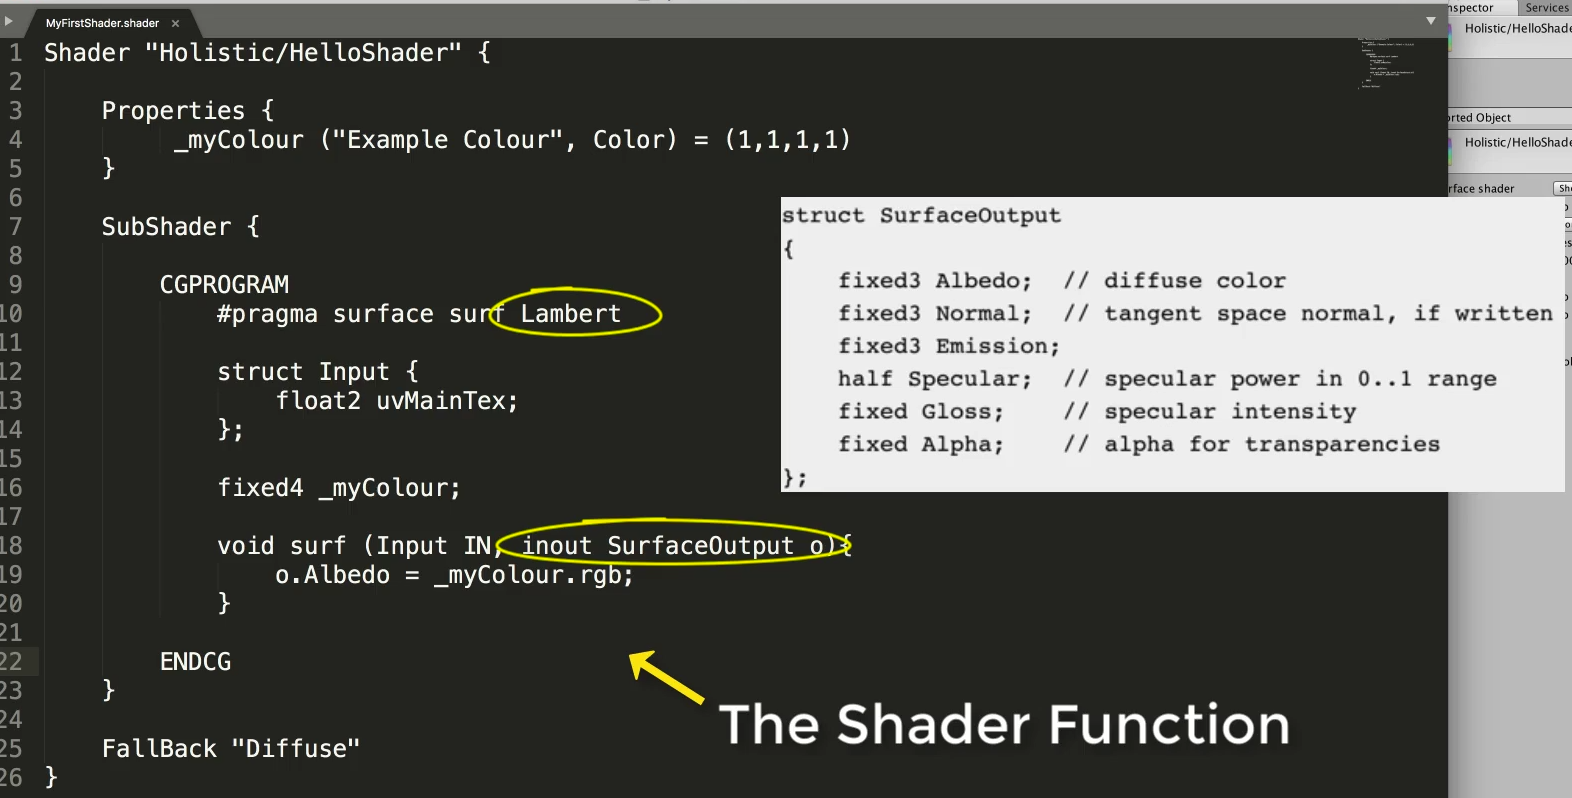 MyFirstShader.shader ×
1 Shader "Holistic/HelloShader" {
2
3 Properties {
4 _myColour ("Example Colour", Color) = (1,1,1,1)
5 }
6
7 SubShader {
8
9 CGPROGRAM
10 #pragma surface surf Lambert
11
12 struct Input {
13 float2 uvMainTex;
14 };
15
16 fixed4 _myColour;
17
18 void surf (Input IN, inout SurfaceOutput o){
19 o.Albedo = _myColour.rgb;
20 }
21
22 ENDCG
23 }
24
25 FallBack "Diffuse"
26 }
struct SurfaceOutput
{
fixed3 Albedo; // diffuse color
fixed3 Normal; // tangent space normal, if written
fixed3 Emission;
half Specular; // specular power in 0..1 range
fixed Gloss; // specular intensity
fixed Alpha; // alpha for transparencies
};
The Shader Function
nspector Services
Holistic/HelloShade
orted Object
Holistic/HelloShade
rface shader Sh